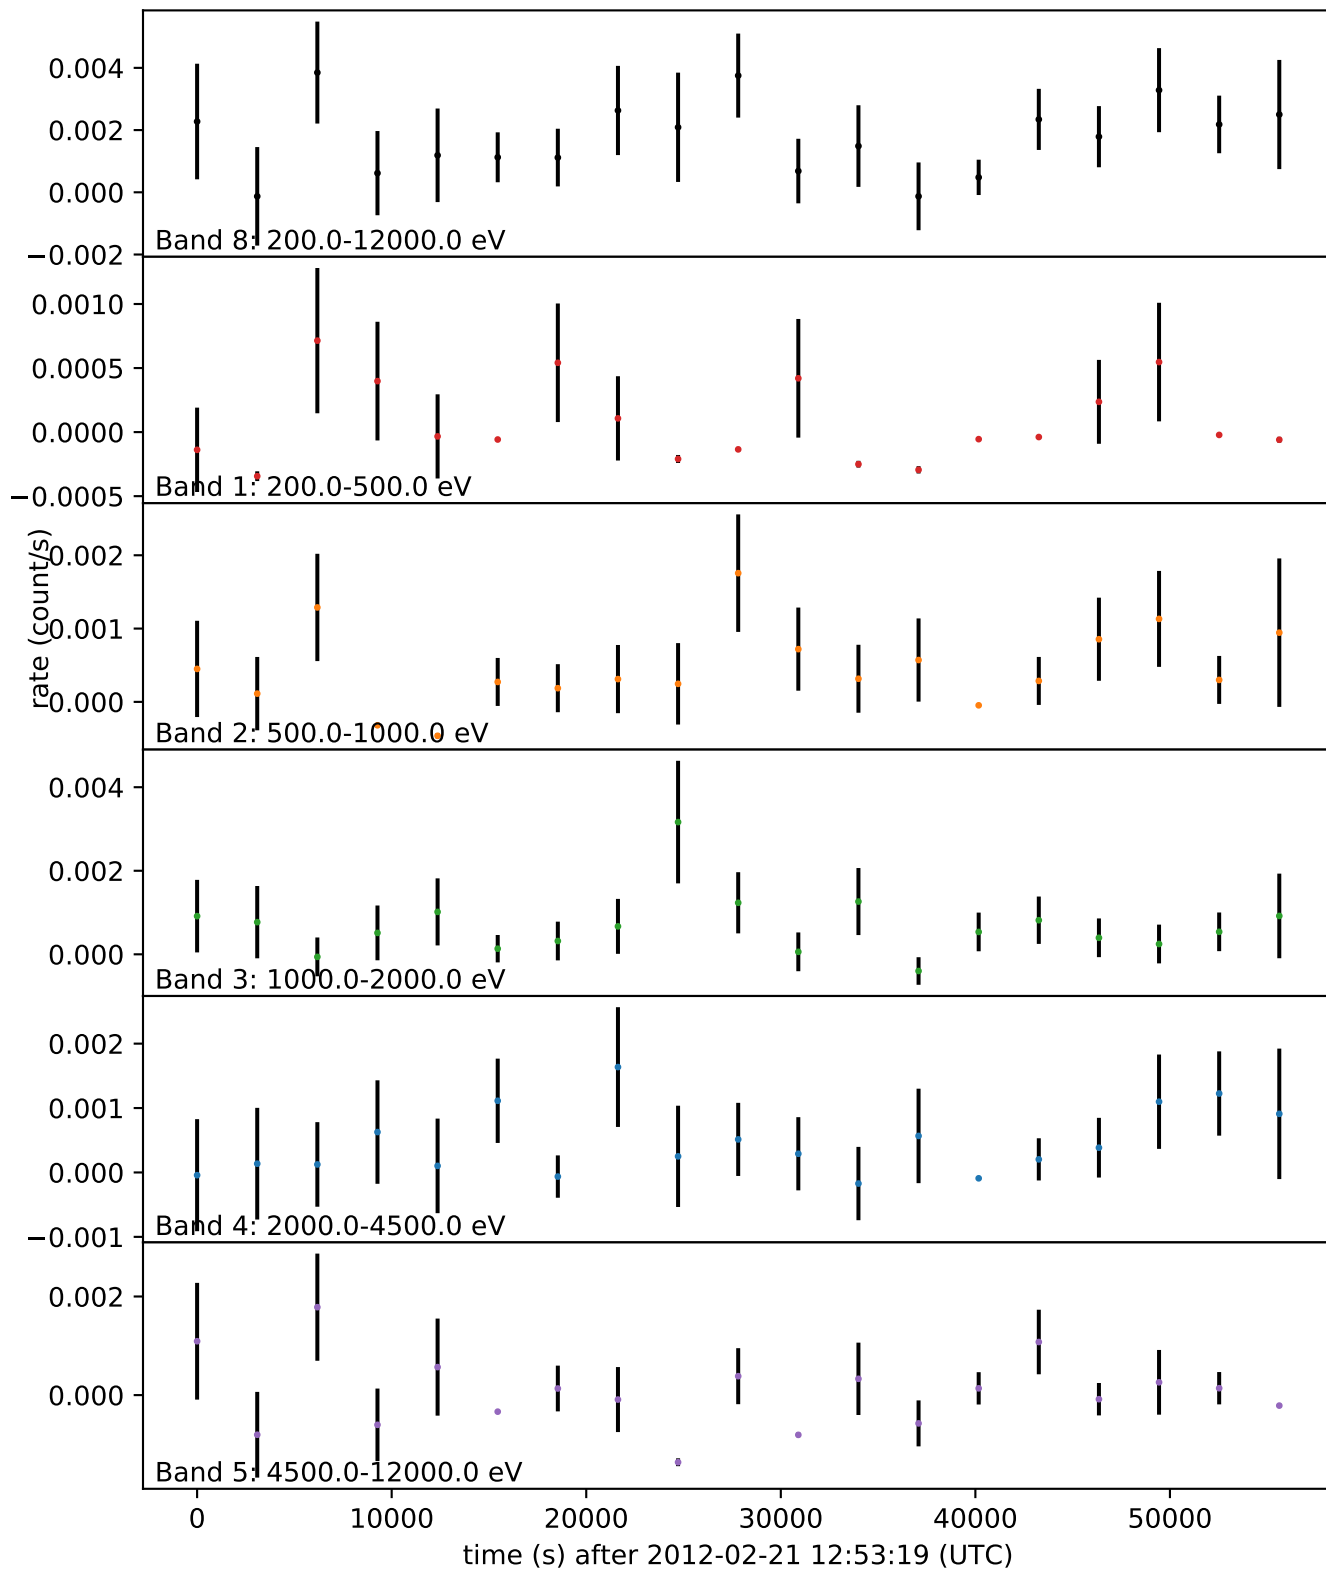 0.004
0.002
0.000
−0.002
Band 8: 200.0-12000.0 eV
0.0010
0.0005
0.0000
−0.0005
Band 1: 200.0-500.0 eV
rate (count/s)
0.002
0.001
0.000
Band 2: 500.0-1000.0 eV
0.004
0.002
0.000
Band 3: 1000.0-2000.0 eV
0.002
0.001
0.000
−0.001
Band 4: 2000.0-4500.0 eV
0.002
0.000
Band 5: 4500.0-12000.0 eV
0 10000 20000 30000 40000 50000
time (s) after 2012-02-21 12:53:19 (UTC)